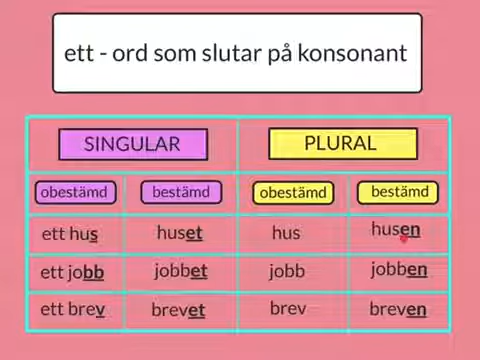 ett - ord som slutar på konsonant
SINGULAR PLURAL
obestämd bestämd obestämd bestämd
ett hus huset hus husen
ett jobb jobbet jobb jobben
ett brev brevet brev breven